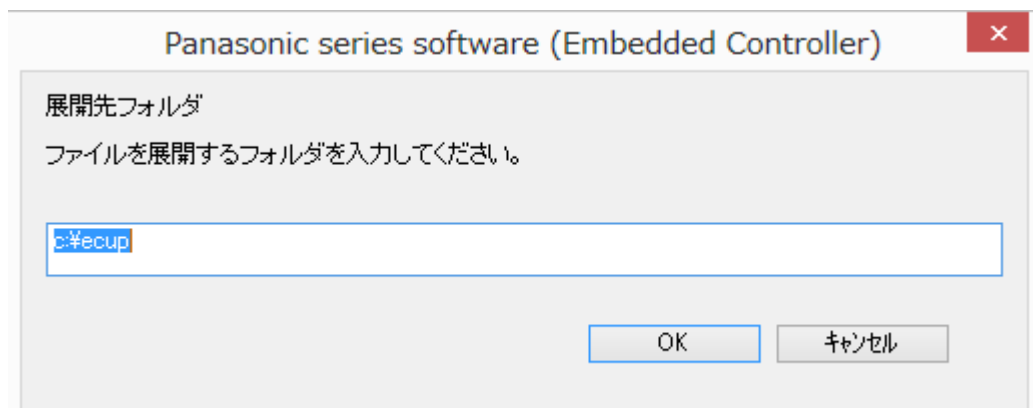 Panasonic series software (Embedded Controller)
展開先フォルダ
ファイルを展開するフォルダを入力してください。
c:¥ecup
OK
キャンセル